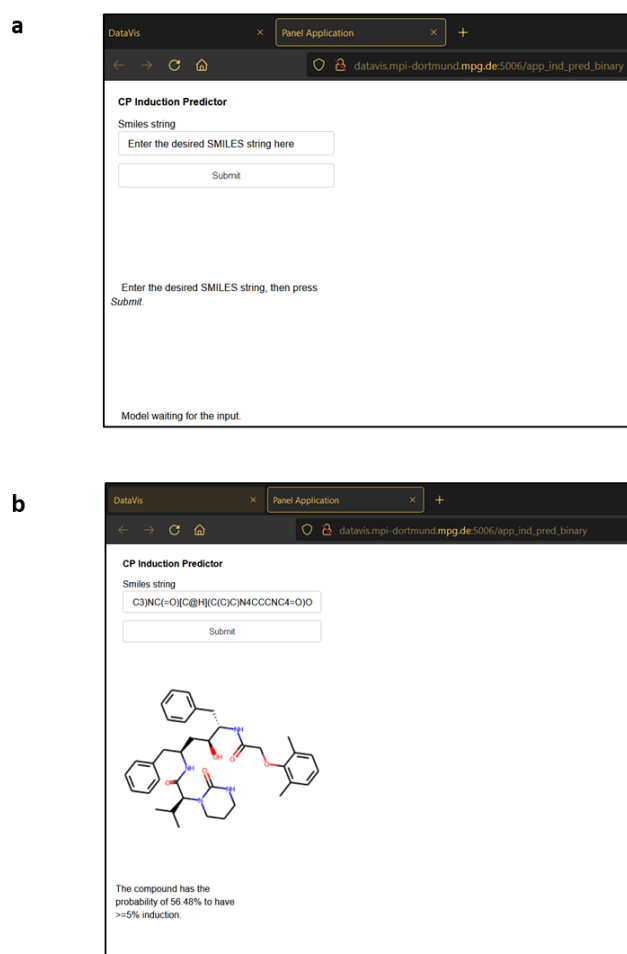 a
DataVis × Panel Application × +
datavis.mpi-dortmund.mpg.de:5006/app_ind_pred_binary
CP Induction Predictor
Smiles string
Enter the desired SMILES string here
Submit
Enter the desired SMILES string, then press
Submit.
Model waiting for the input.
b
DataVis × Panel Application × +
datavis.mpi-dortmund.mpg.de:5006/app_ind_pred_binary
CP Induction Predictor
Smiles string
C3)NC(=O)[C@H](C(C)C)N4CCCNC4=O)O
Submit
NH
OH
O
O
NH
O
O
NH
N
The compound has the
probability of 56.48% to have
>=5% induction.